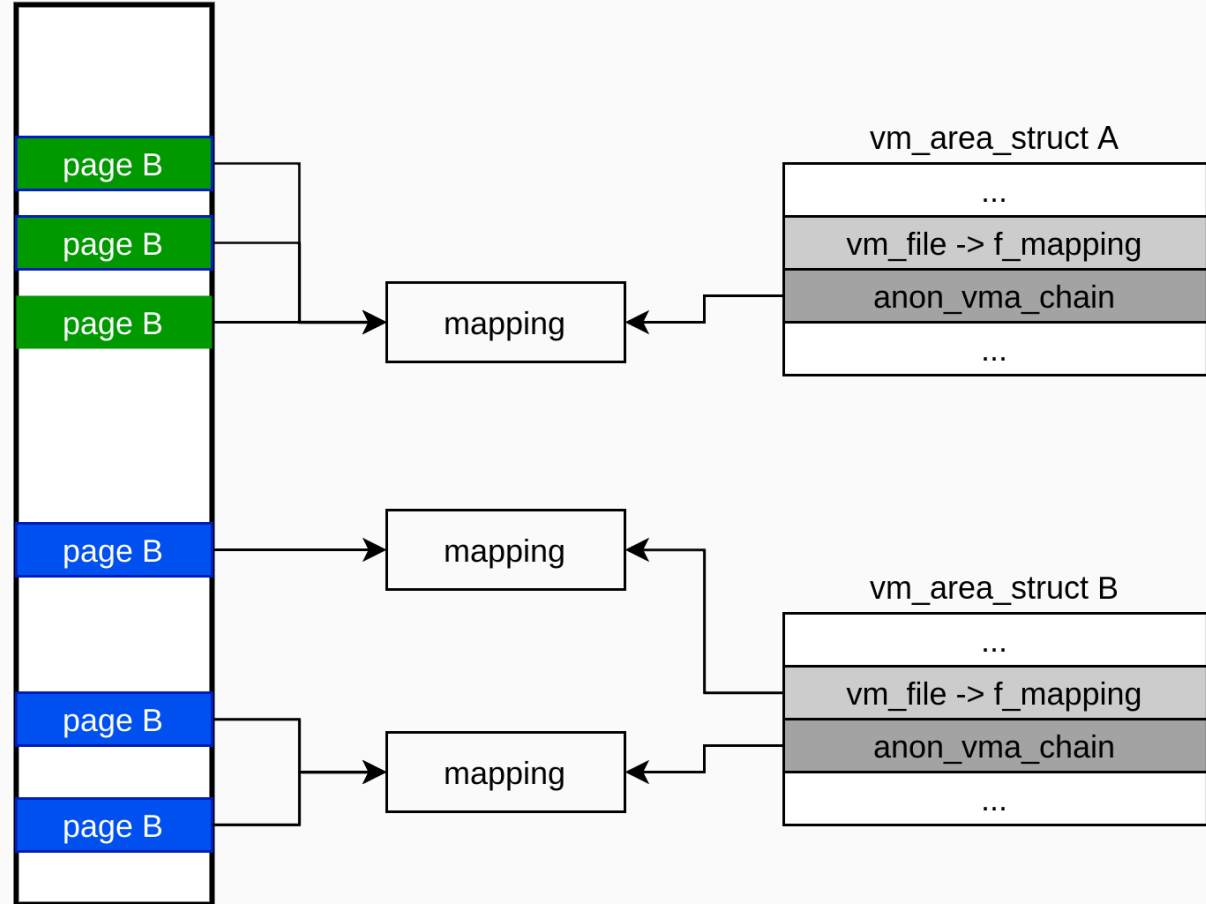 page B
page B
page B
page B
page B
page B
mapping
mapping
mapping
vm_area_struct A
...
vm_file -> f_mapping
anon_vma_chain
...
vm_area_struct B
...
vm_file -> f_mapping
anon_vma_chain
...